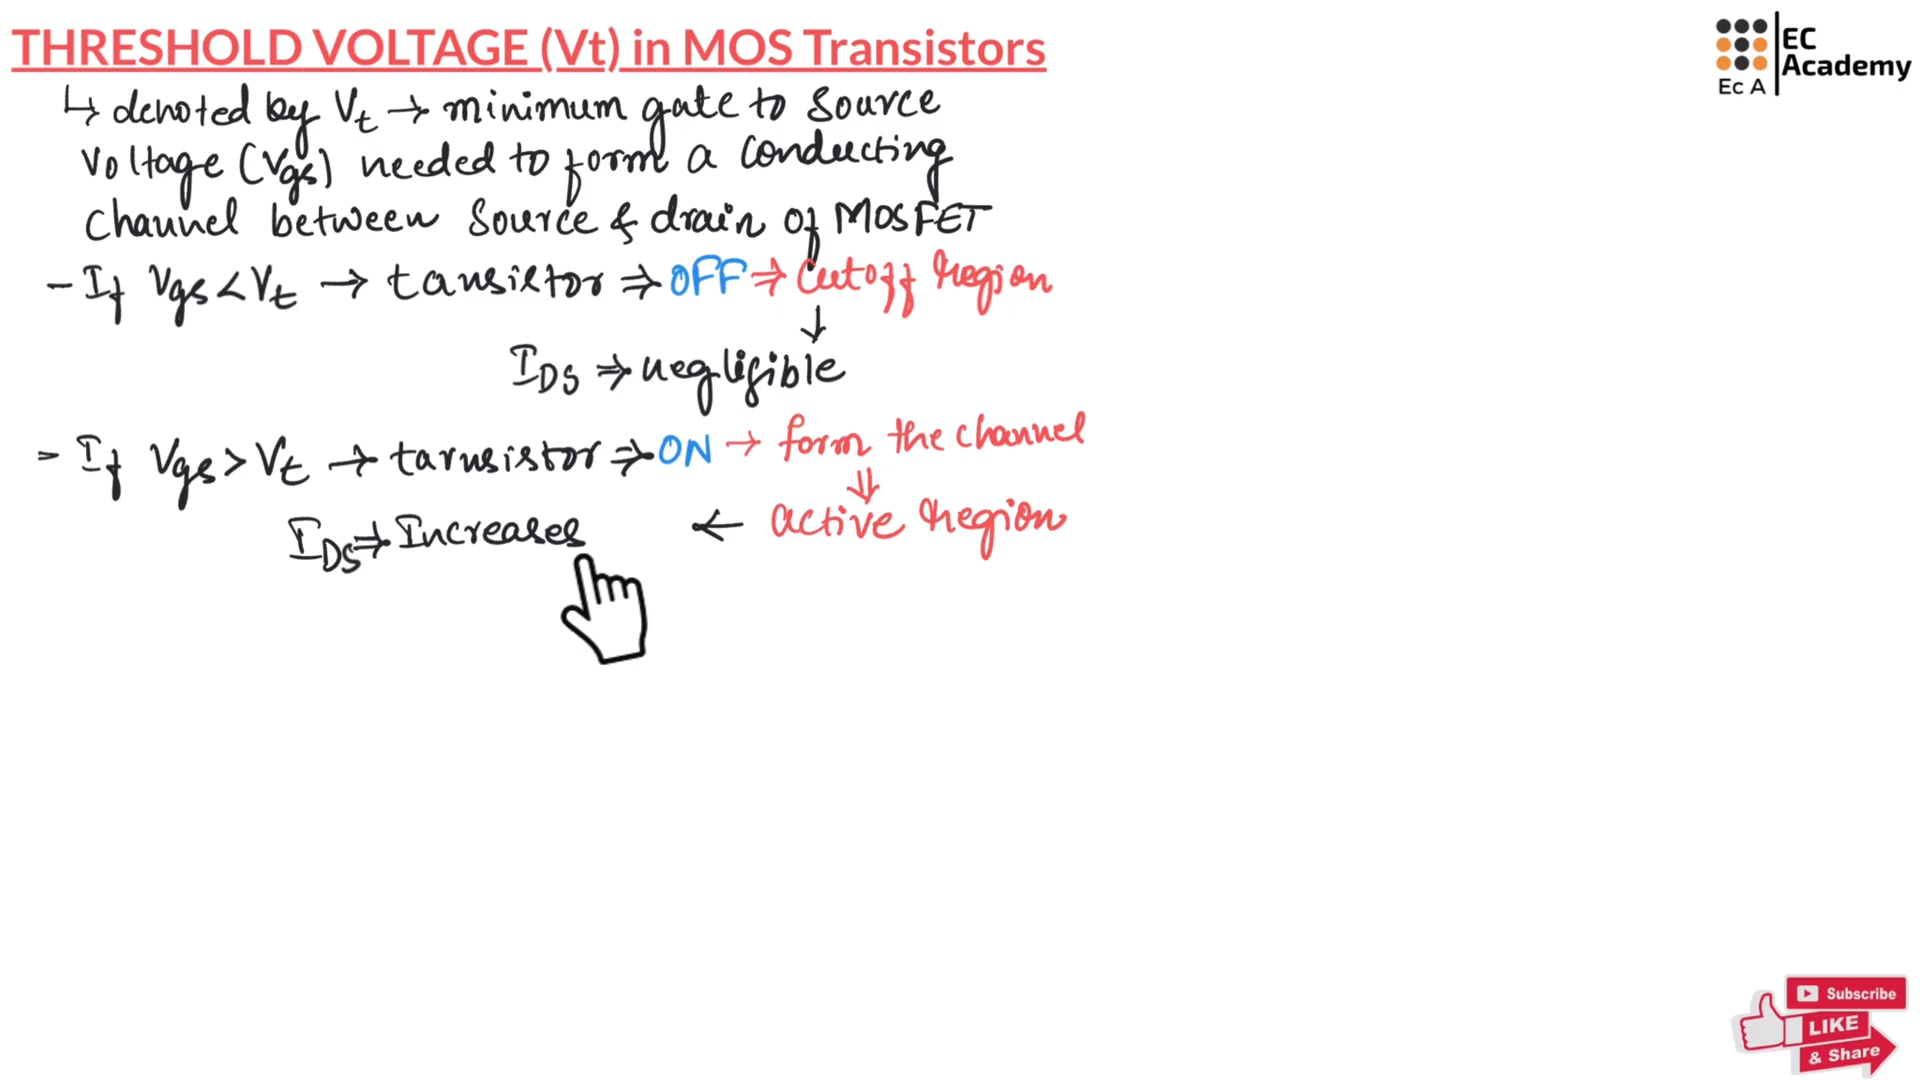 THRESHOLD VOLTAGE (Vt) in MOS Transistors
EC
Academy
Ec A
↳ denoted by Vt → minimum gate to source
voltage (Vgs) needed to form a conducting
channel between source & drain of MOSFET
- If Vgs < Vt → tansistor ⇒ OFF ⇒ Cutoff Region
↓
IDS ⇒ negligible
- If Vgs > Vt → tarnsistor ⇒ ON → form the channel
⇓
IDS ⇒ Increases ← active Region
Subscribe
LIKE
& Share